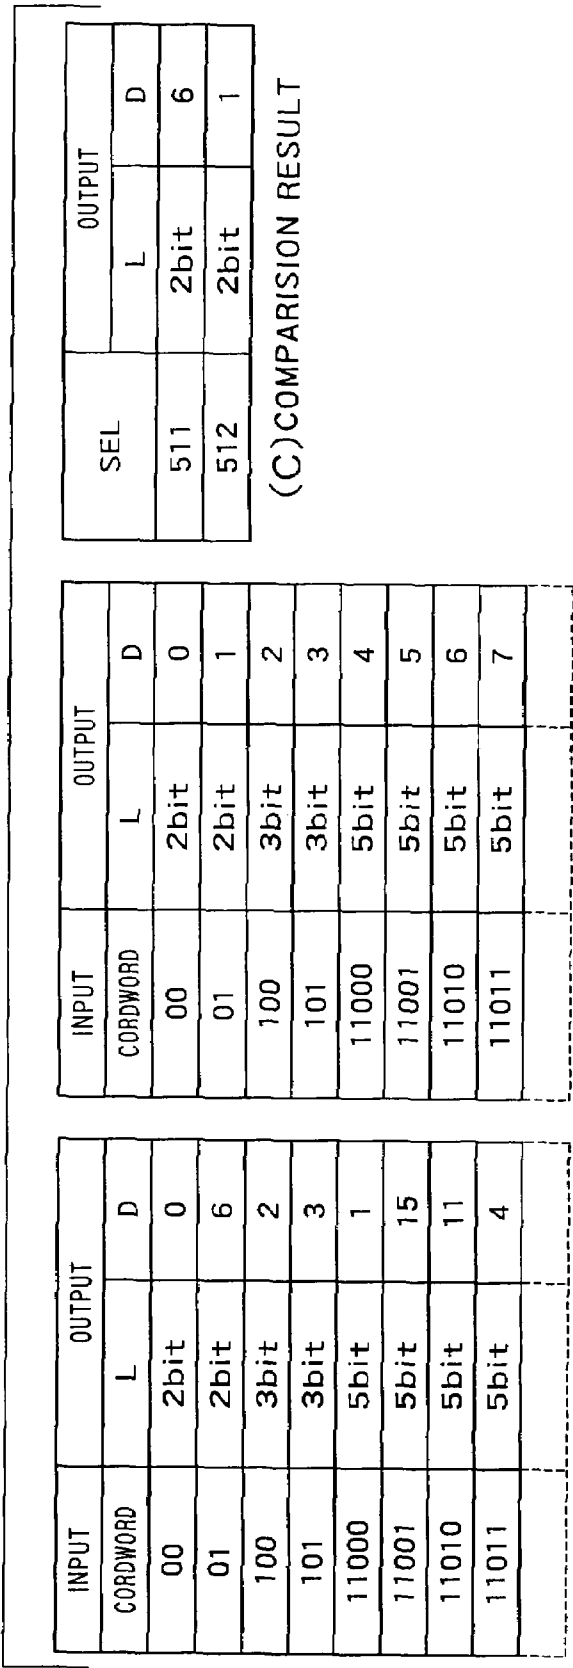 INPUT OUTPUT
CORDWORD L D
00 2bit 0
01 2bit 6
100 3bit 2
101 3bit 3
11000 5bit 1
11001 5bit 15
11010 5bit 11
11011 5bit 4
INPUT OUTPUT
CORDWORD L D
00 2bit 0
01 2bit 1
100 3bit 2
101 3bit 3
11000 5bit 4
11001 5bit 5
11010 5bit 6
11011 5bit 7
SEL OUTPUT
L D
511 2bit 6
512 2bit 1
(C)COMPARISION RESULT